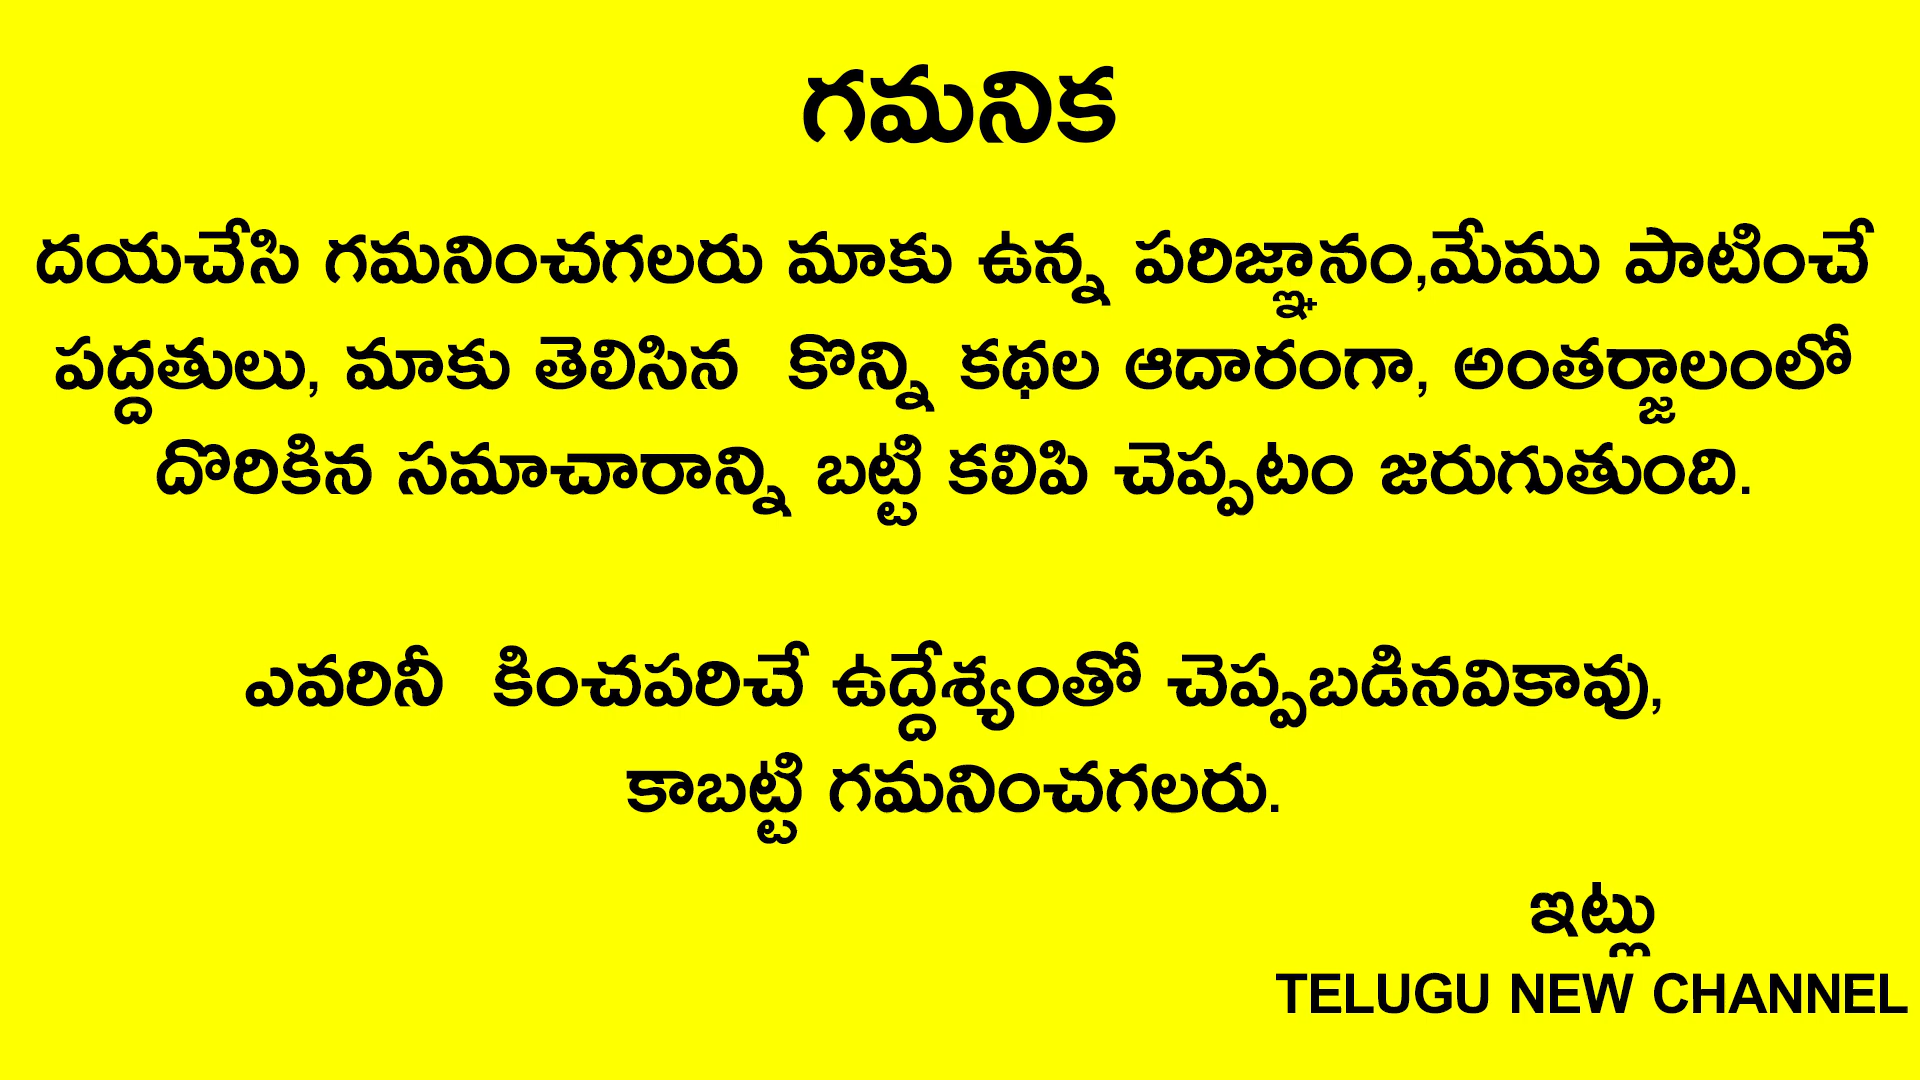 గమనిక
దయచేసి గమనించగలరు మాకు ఉన్న పరిజ్ఞానం,మేము పాటించే
పద్దతులు, మాకు తెలిసిన కొన్ని కథల ఆదారంగా, అంతర్జాలంలో
దొరికిన సమాచారాన్ని బట్టి కలిపి చెప్పటం జరుగుతుంది.
ఎవరినీ కించపరిచే ఉద్దేశ్యంతో చెప్పబడినవికావు,
కాబట్టి గమనించగలరు.
ఇట్లు
TELUGU NEW CHANNEL